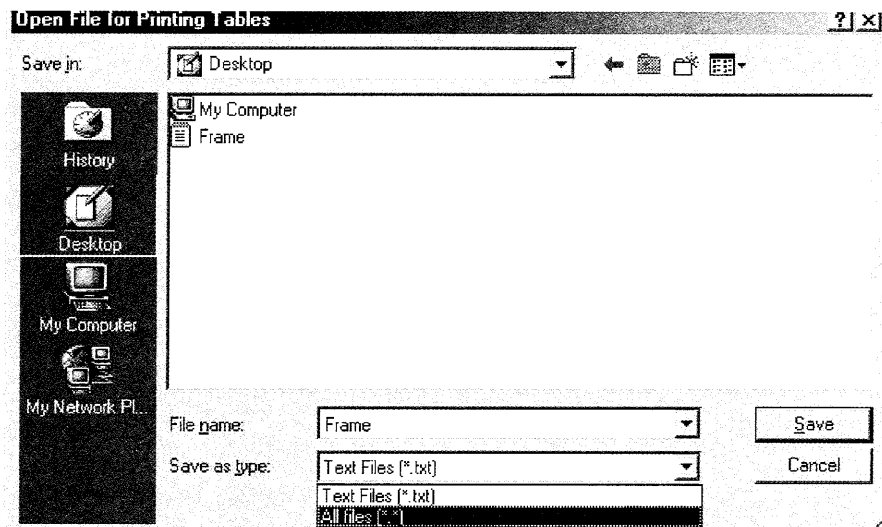 Open File for Printing Tables
Save in:
Desktop
My Computer
Frame
History
Desktop
My Computer
My Network Pl...
File name:
Frame
Save
Save as type:
Text Files (*.txt)
Cancel
Text Files (*.txt)
All files (*.*)